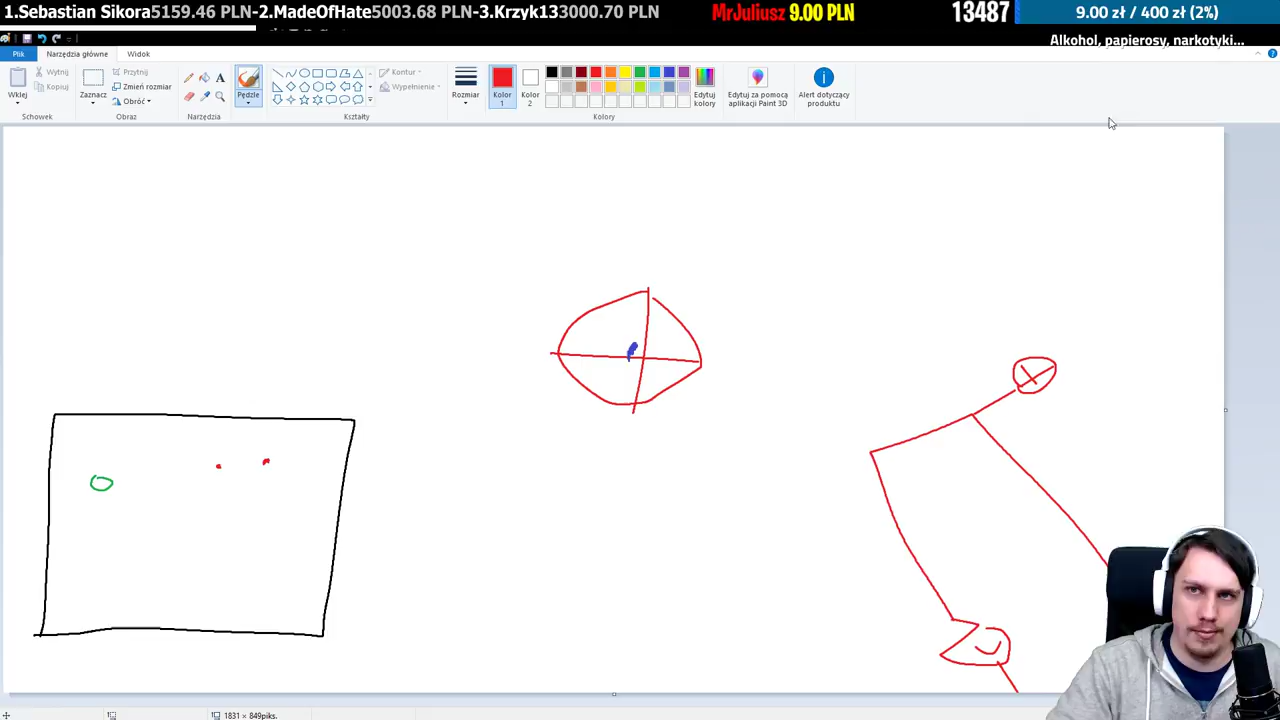 1.Sebastian Sikora5159.46 PLN-2.MadeOfHate5003.68 PLN-3.Krzyk133000.70 PLN
MrJuliusz 9.00 PLN
13487
9.00 zł / 400 zł (2%)
Alkohol, papierosy, narkotyki...
Plik
Narzędzia główne
Widok
Wklej
Wytnij
Kopiuj
Schowek
Zaznacz
Przytnij
Zmień rozmiar
Obróć
Obraz
A
Narzędzia
Pędzle
Kontur
Wypełnienie
Kształty
Rozmiar
Kolor
1
Kolor
2
Edytuj
kolory
Kolory
Edytuj za pomocą
aplikacji Paint 3D
Alert dotyczący
produktu
1831 × 849piks.